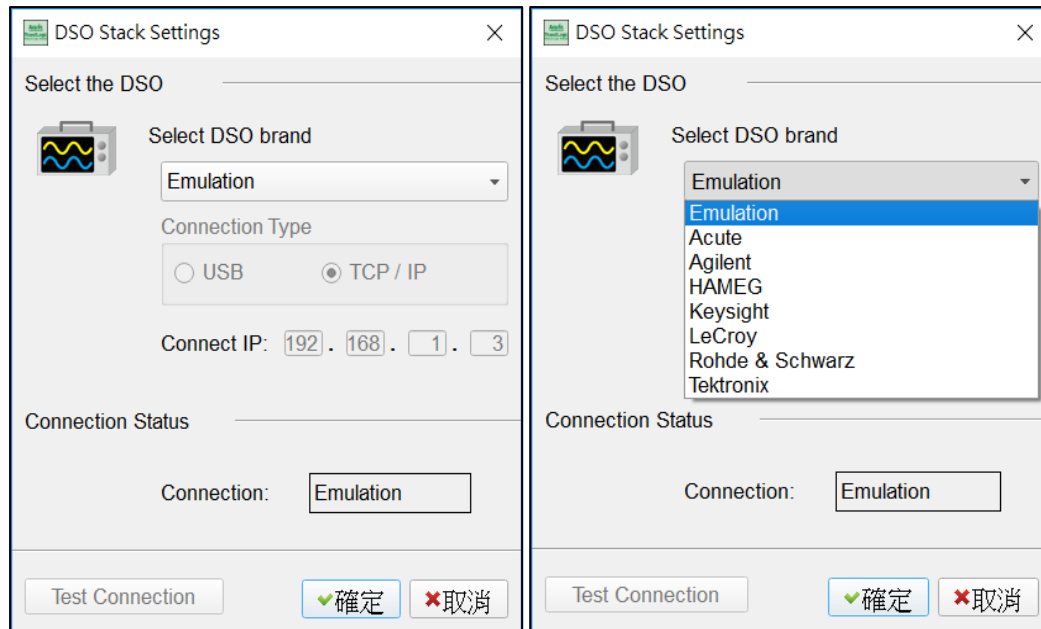 DSO Stack Settings
Select the DSO
Select DSO brand
Emulation
Connection Type
USB
TCP / IP
Connect IP: 192 . 168 . 1 . 3
Connection Status
Connection: Emulation
Test Connection
確定
取消
DSO Stack Settings
Select the DSO
Select DSO brand
Emulation
Emulation
Acute
Agilent
HAMEG
Keysight
LeCroy
Rohde & Schwarz
Tektronix
Connection Status
Connection: Emulation
Test Connection
確定
取消